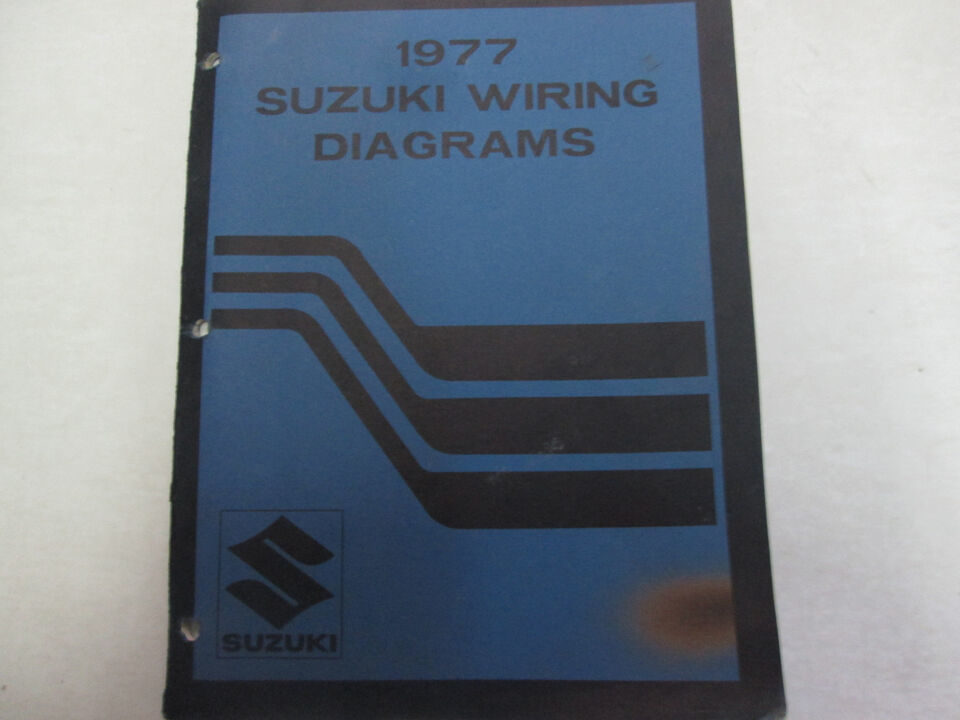 1977
SUZUKI WIRING
DIAGRAMS
SUZUKI